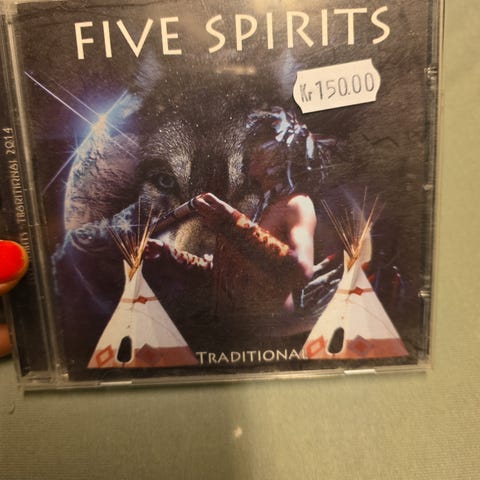 FIVE SPIRITS
Kr 150.00
TRADITIONAL
TRADITIONAL 2014